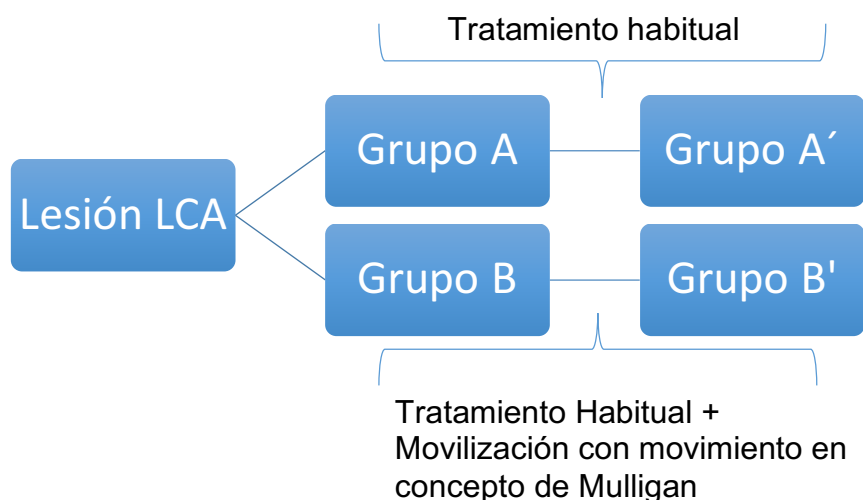 Tratamiento habitual
Grupo A
Grupo A´
Lesión LCA
Grupo B
Grupo B'
Tratamiento Habitual +
Movilización con movimiento en
concepto de Mulligan